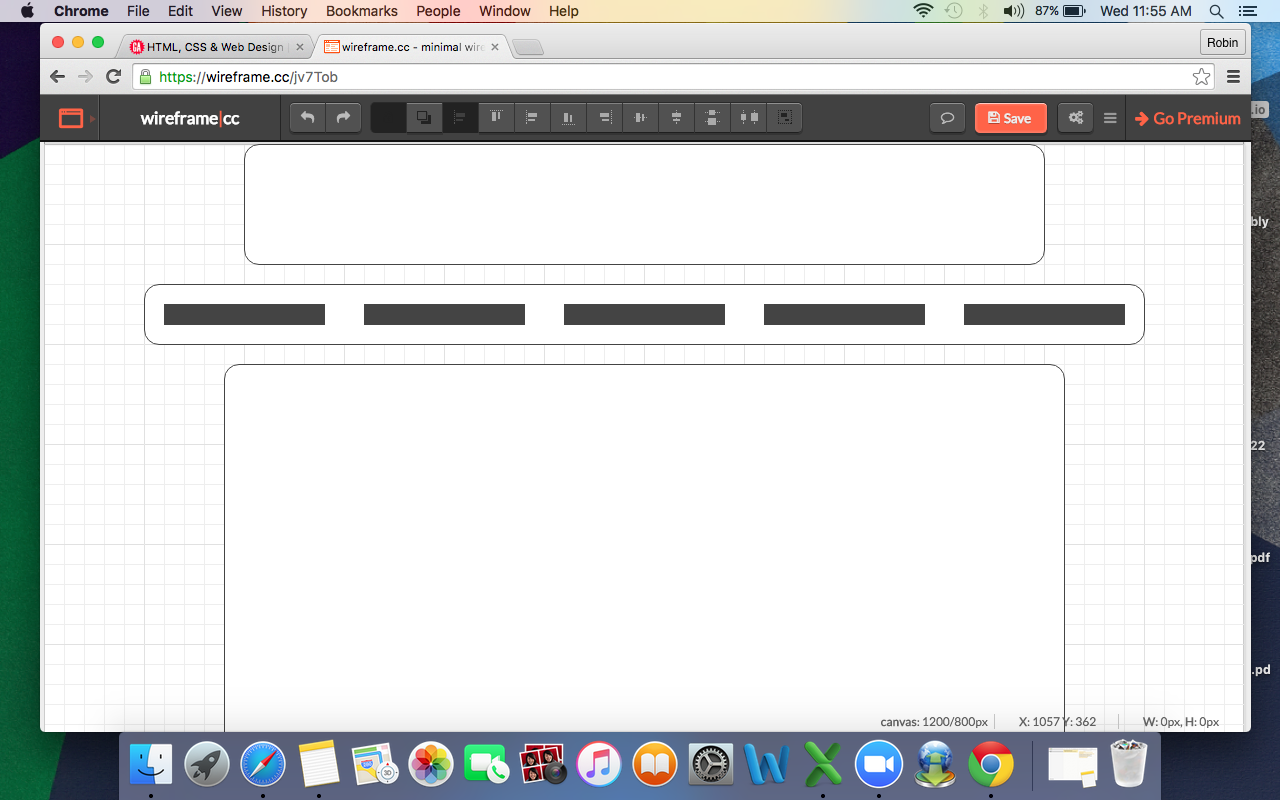 Chrome File Edit View History Bookmarks People Window Help 87% Wed 11:55 AM
HTML, CSS & Web Design
wireframe.cc - minimal wire
Robin
https://wireframe.cc/jv7Tob
wireframe|cc
Save
Go Premium
.io
bly
22
pdf
.pd
canvas: 1200/800px X: 1057 Y: 362 W: 0px, H: 0px
3D